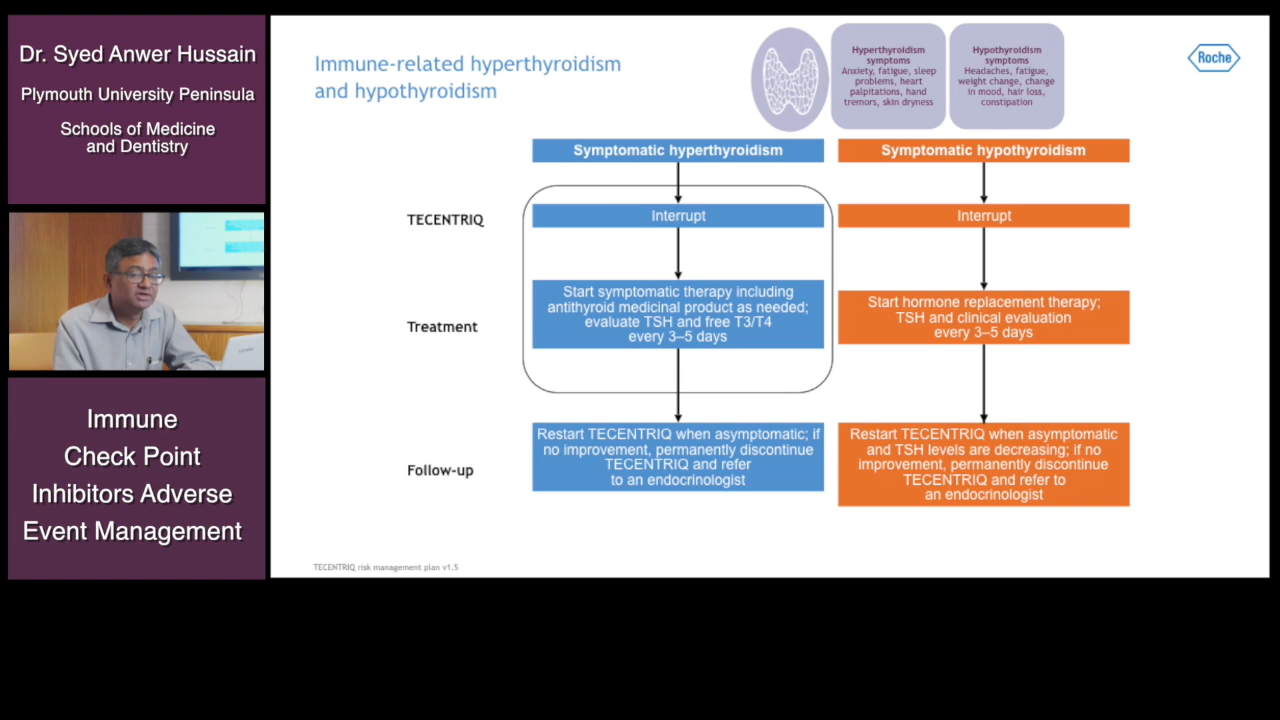 Dr. Syed Anwer Hussain
Plymouth University Peninsula
Schools of Medicine
and Dentistry
Immune
Check Point
Inhibitors Adverse
Event Management
Immune-related hyperthyroidism
and hypothyroidism
Hyperthyroidism
symptoms
Anxiety, fatigue, sleep
problems, heart
palpitations, hand
tremors, skin dryness
Hypothyroidism
symptoms
Headaches, fatigue,
weight change, change
in mood, hair loss,
constipation
Roche
Symptomatic hyperthyroidism
Symptomatic hypothyroidism
TECENTRIQ
Interrupt
Interrupt
Treatment
Start symptomatic therapy including
antithyroid medicinal product as needed;
evaluate TSH and free T3/T4
every 3–5 days
Start hormone replacement therapy;
TSH and clinical evaluation
every 3–5 days
Follow-up
Restart TECENTRIQ when asymptomatic; if
no improvement, permanently discontinue
TECENTRIQ and refer
to an endocrinologist
Restart TECENTRIQ when asymptomatic
and TSH levels are decreasing; if no
improvement, permanently discontinue
TECENTRIQ and refer to
an endocrinologist
TECENTRIQ risk management plan v1.5